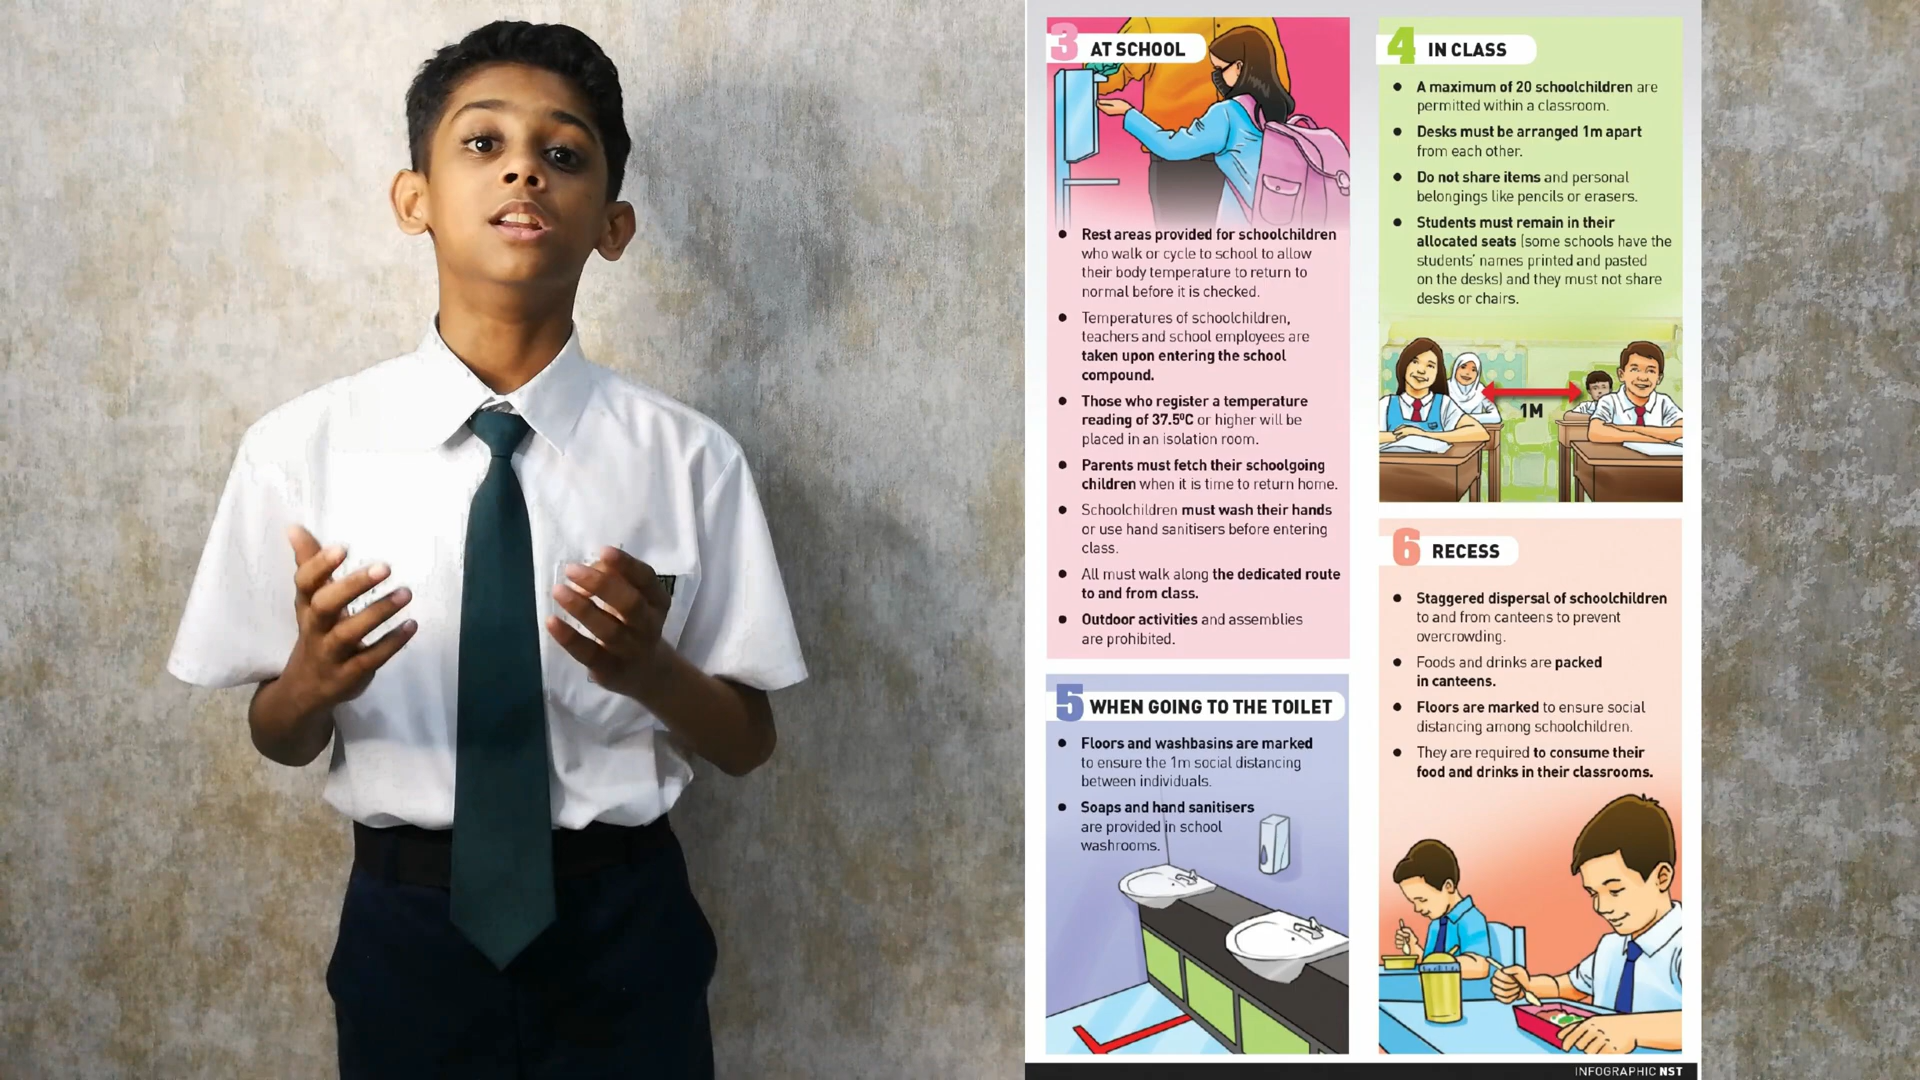 3 AT SCHOOL
● Rest areas provided for schoolchildren
who walk or cycle to school to allow
their body temperature to return to
normal before it is checked.
● Temperatures of schoolchildren,
teachers and school employees are
taken upon entering the school
compound.
● Those who register a temperature
reading of 37.5⁰C or higher will be
placed in an isolation room.
● Parents must fetch their schoolgoing
children when it is time to return home.
● Schoolchildren must wash their hands
or use hand sanitisers before entering
class.
● All must walk along the dedicated route
to and from class.
● Outdoor activities and assemblies
are prohibited.
4 IN CLASS
● A maximum of 20 schoolchildren are
permitted within a classroom.
● Desks must be arranged 1m apart
from each other.
● Do not share items and personal
belongings like pencils or erasers.
● Students must remain in their
allocated seats (some schools have the
students' names printed and pasted
on the desks) and they must not share
desks or chairs.
1M
5 WHEN GOING TO THE TOILET
● Floors and washbasins are marked
to ensure the 1m social distancing
between individuals.
● Soaps and hand sanitisers
are provided in school
washrooms.
6 RECESS
● Staggered dispersal of schoolchildren
to and from canteens to prevent
overcrowding.
● Foods and drinks are packed
in canteens.
● Floors are marked to ensure social
distancing among schoolchildren.
● They are required to consume their
food and drinks in their classrooms.
INFOGRAPHIC NST